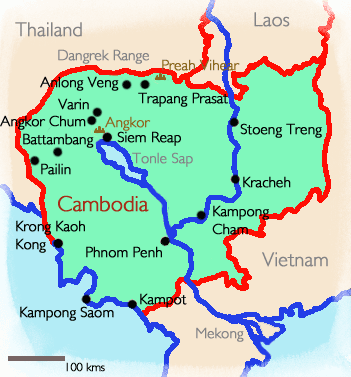 Thailand
Laos
Dangrek Range
Preah Vihear
Anlong Veng
Trapang Prasat
Varin
Angkor Chum
Angkor
Stoeng Treng
Battambang
Siem Reap
Tonle Sap
Pailin
Kracheh
Cambodia
Kampong
Cham
Krong Kaoh
Kong
Phnom Penh
Vietnam
Kampong Saom
Kampot
Mekong
100 kms